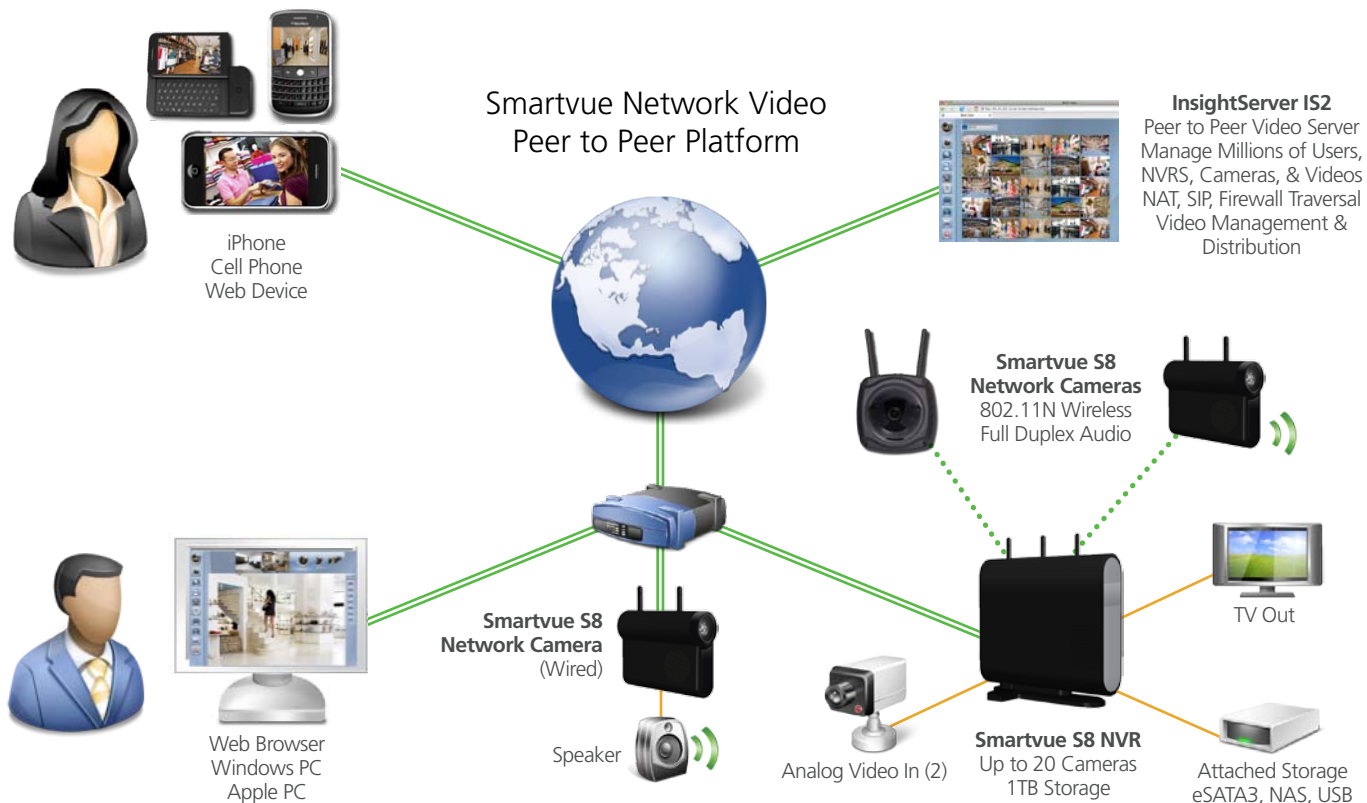 Smartvue Network Video
Peer to Peer Platform
iPhone
Cell Phone
Web Device
InsightServer IS2
Peer to Peer Video Server
Manage Millions of Users,
NVRS, Cameras, & Videos
NAT, SIP, Firewall Traversal
Video Management &
Distribution
Smartvue S8
Network Cameras
802.11N Wireless
Full Duplex Audio
TV Out
Smartvue S8
Network Camera
(Wired)
Speaker
Analog Video In (2)
Smartvue S8 NVR
Up to 20 Cameras
1TB Storage
Attached Storage
eSATA3, NAS, USB
Web Browser
Windows PC
Apple PC